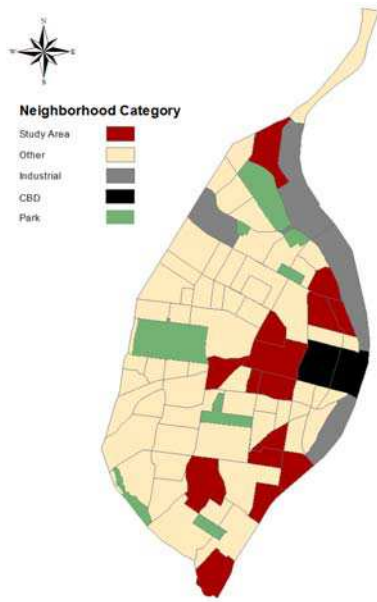 N
W
E
S
Neighborhood Category
Study Area
Other
Industrial
CBD
Park